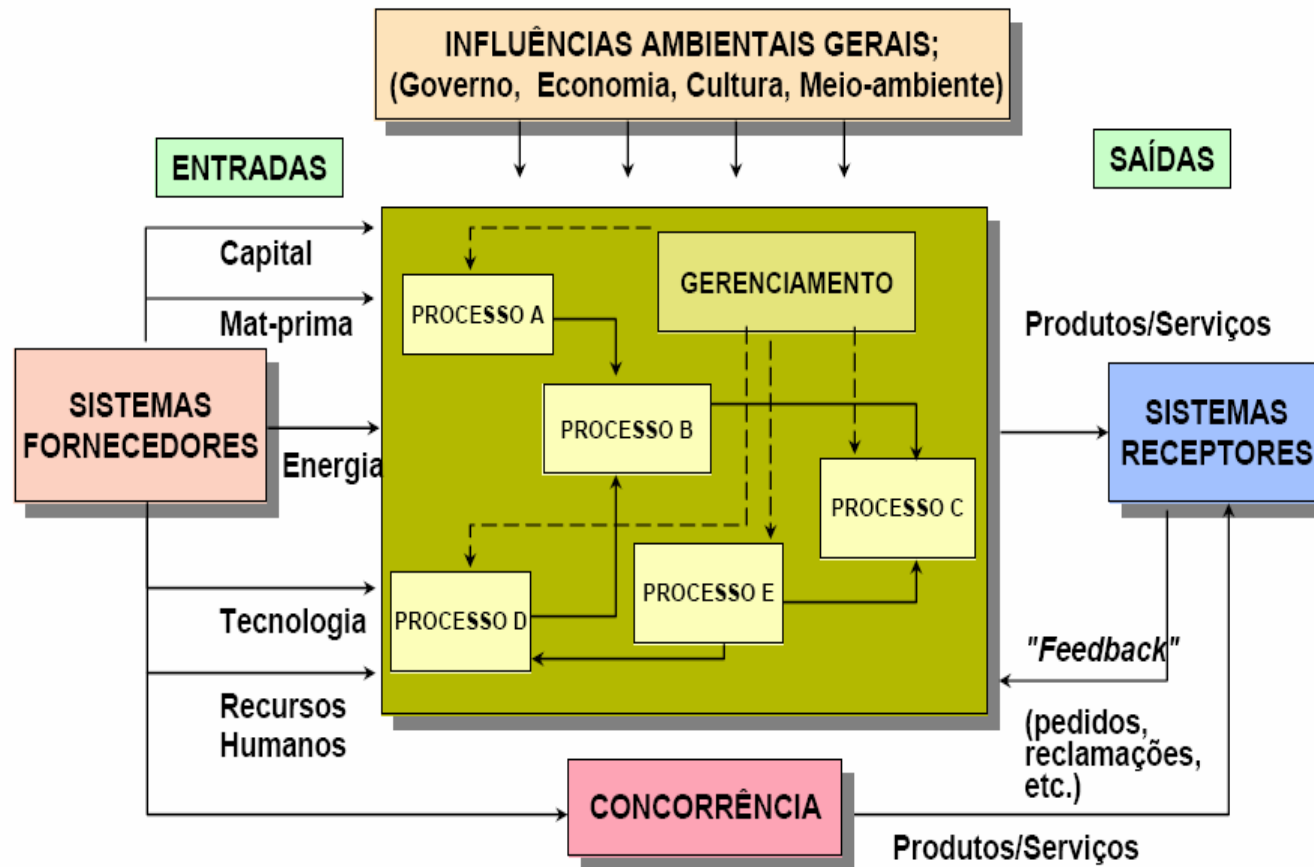 INFLUÊNCIAS AMBIENTAIS GERAIS;
(Governo, Economia, Cultura, Meio-ambiente)
ENTRADAS
SAÍDAS
Capital
Mat-prima
SISTEMAS
FORNECEDORES
Energia
Tecnologia
Recursos
Humanos
GERENCIAMENTO
PROCESSO A
PROCESSO B
PROCESSO C
PROCESSO D
PROCESSO E
Produtos/Serviços
SISTEMAS
RECEPTORES
"Feedback"
(pedidos,
reclamações,
etc.)
CONCORRÊNCIA
Produtos/Serviços